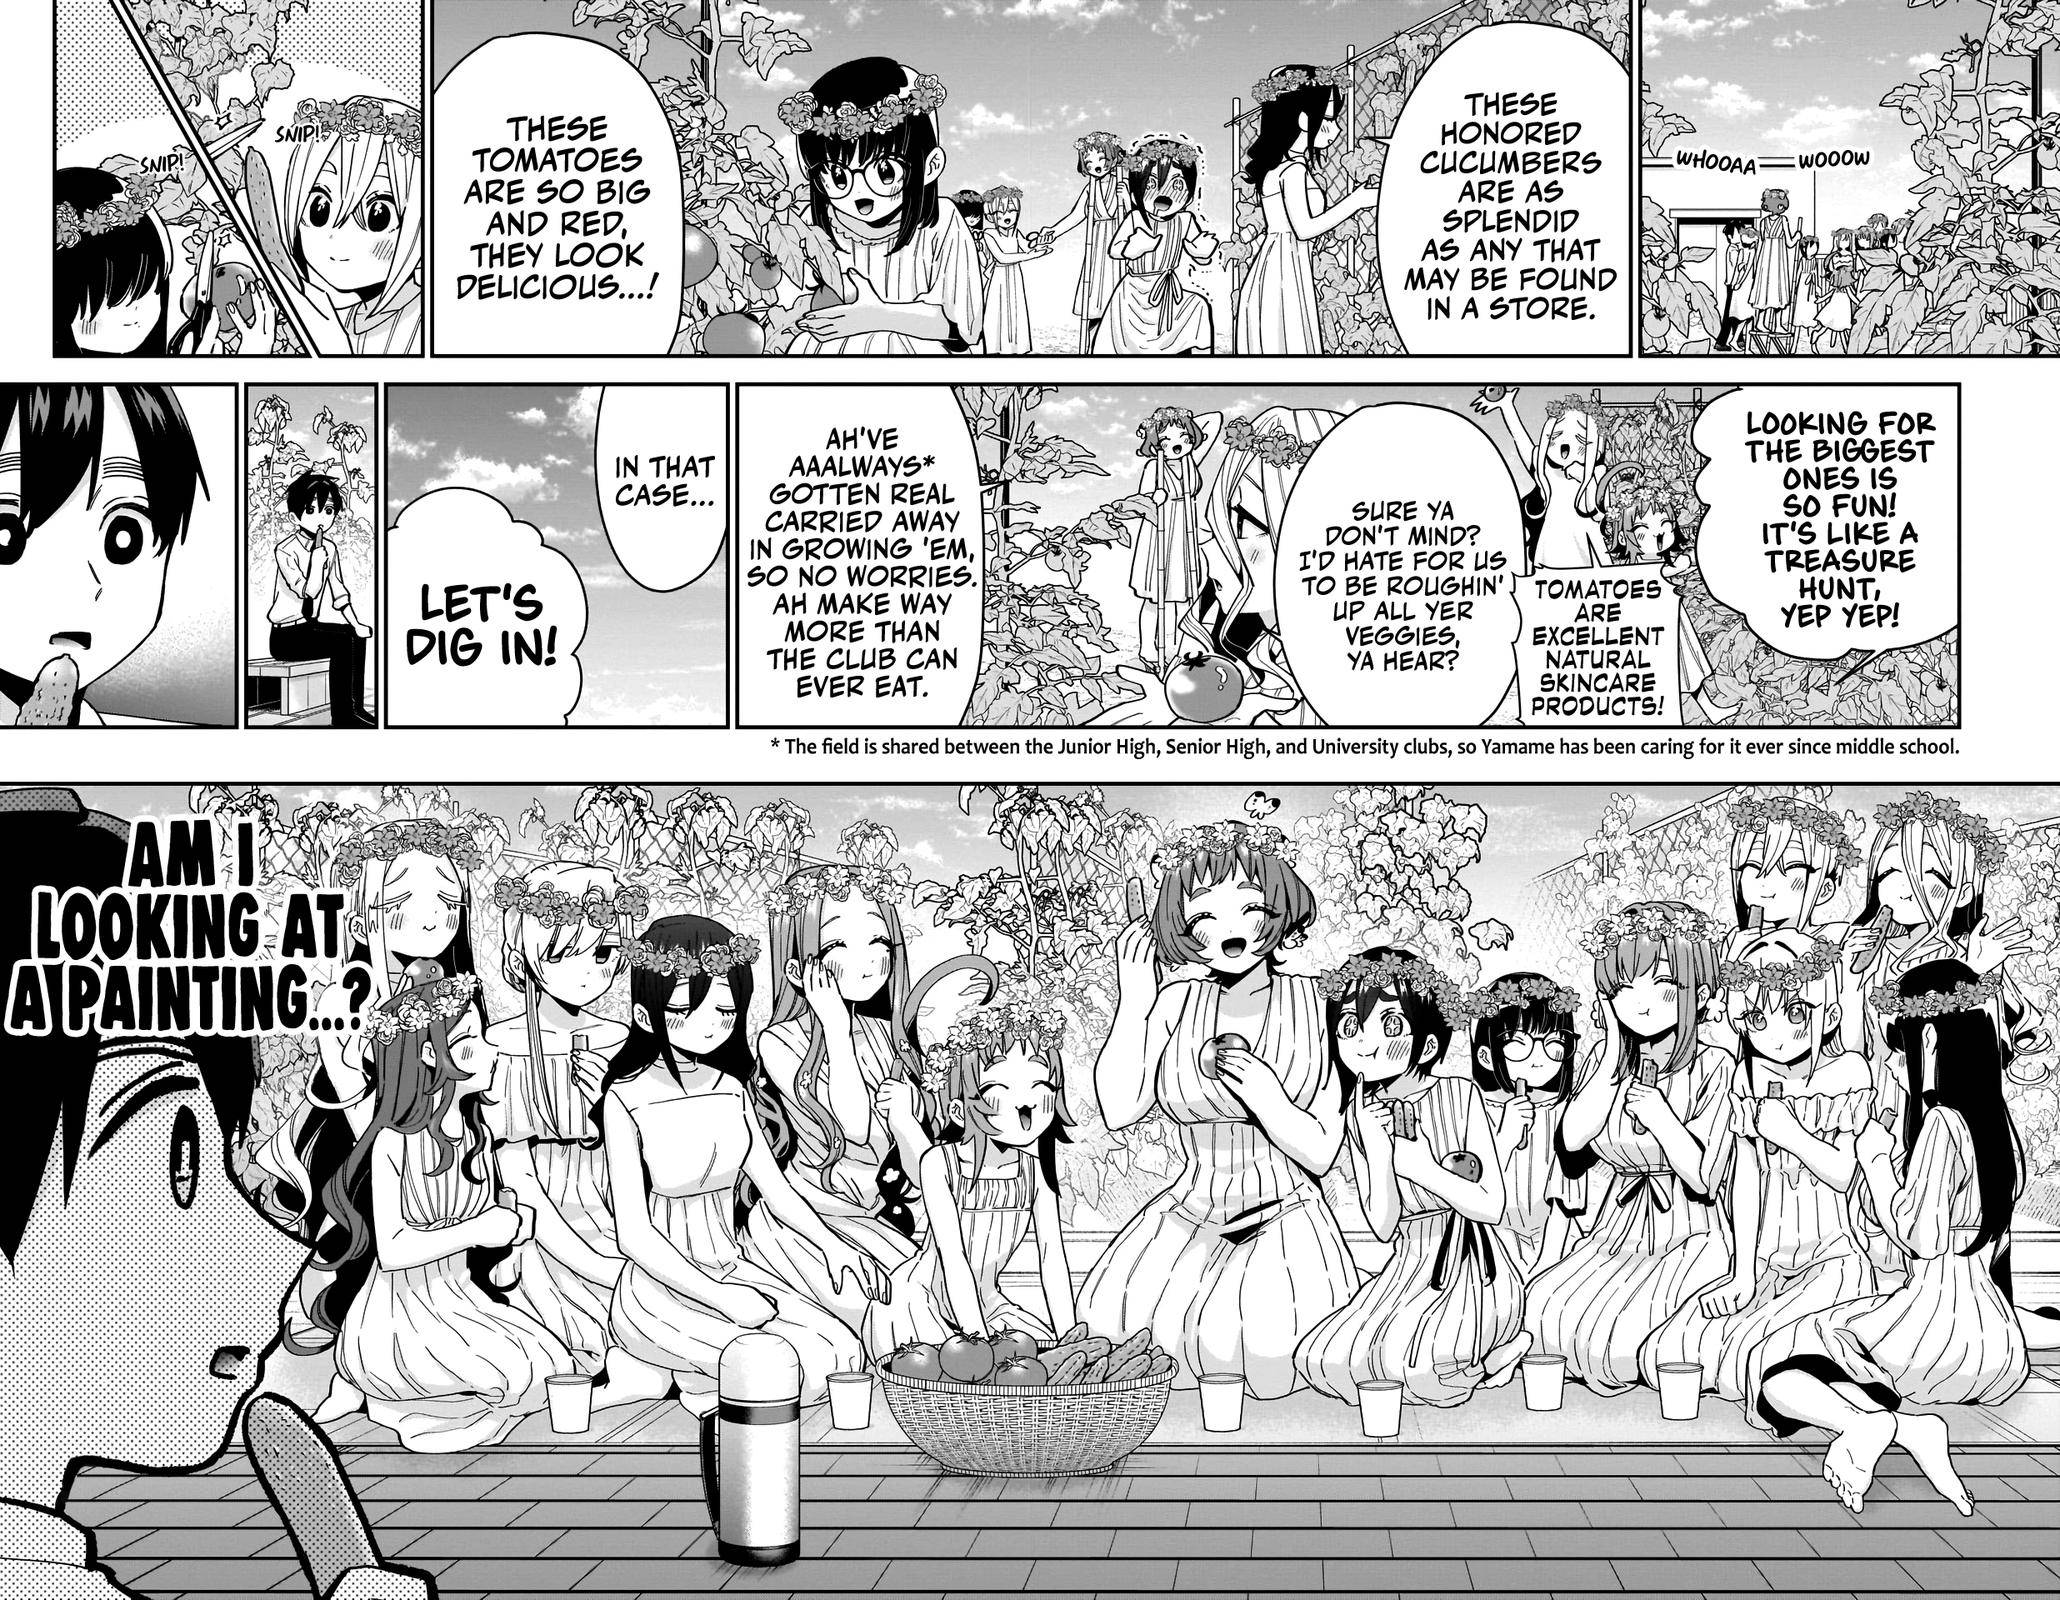 WHOOAA
WOOOW
THESE
HONORED
CUCUMBERS
ARE AS
SPLENDID
AS ANY THAT
MAY BE FOUND
IN A STORE.
THESE
TOMATOES
ARE SO BIG
AND RED,
THEY LOOK
DELICIOUS...!
SNIP!
SNIP!
LOOKING FOR
THE BIGGEST
ONES IS
SO FUN!
IT'S LIKE A
TREASURE
HUNT,
YEP YEP!
TOMATOES
ARE
EXCELLENT
NATURAL
SKINCARE
PRODUCTS!
SURE YA
DON'T MIND?
I'D HATE FOR US
TO BE ROUGHIN'
UP ALL YER
VEGGIES,
YA HEAR?
AH'VE
AAALWAYS*
GOTTEN REAL
CARRIED AWAY
IN GROWING 'EM,
SO NO WORRIES.
AH MAKE WAY
MORE THAN
THE CLUB CAN
EVER EAT.
IN THAT
CASE...
LET'S
DIG IN!
* The field is shared between the Junior High, Senior High, and University clubs, so Yamame has been caring for it ever since middle school.
AM I
LOOKING AT
A PAINTING...?